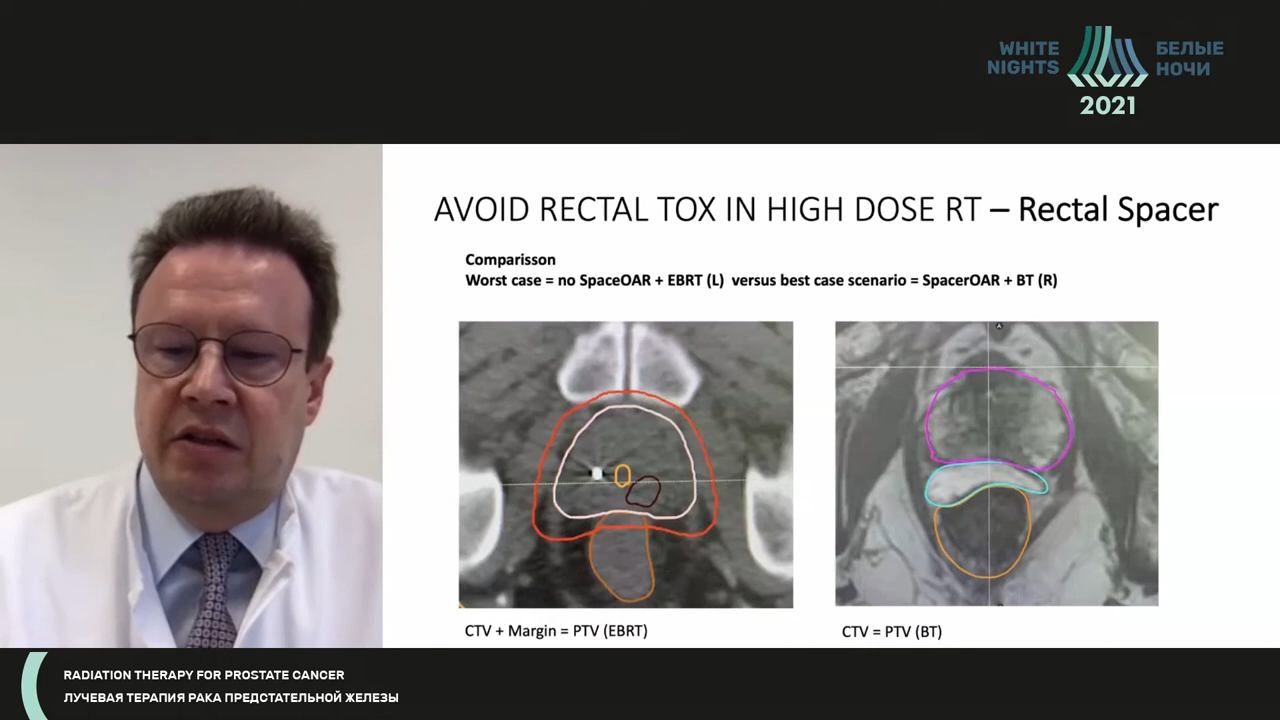 WHITE NIGHTS
БЕЛЫЕ НОЧИ
2021
AVOID RECTAL TOX IN HIGH DOSE RT – Rectal Spacer
Comparisson
Worst case = no SpaceOAR + EBRT (L) versus best case scenario = SpacerOAR + BT (R)
A
CTV + Margin = PTV (EBRT)
CTV = PTV (BT)
RADIATION THERAPY FOR PROSTATE CANCER
ЛУЧЕВАЯ ТЕРАПИЯ РАКА ПРЕДСТАТЕЛЬНОЙ ЖЕЛЕЗЫ